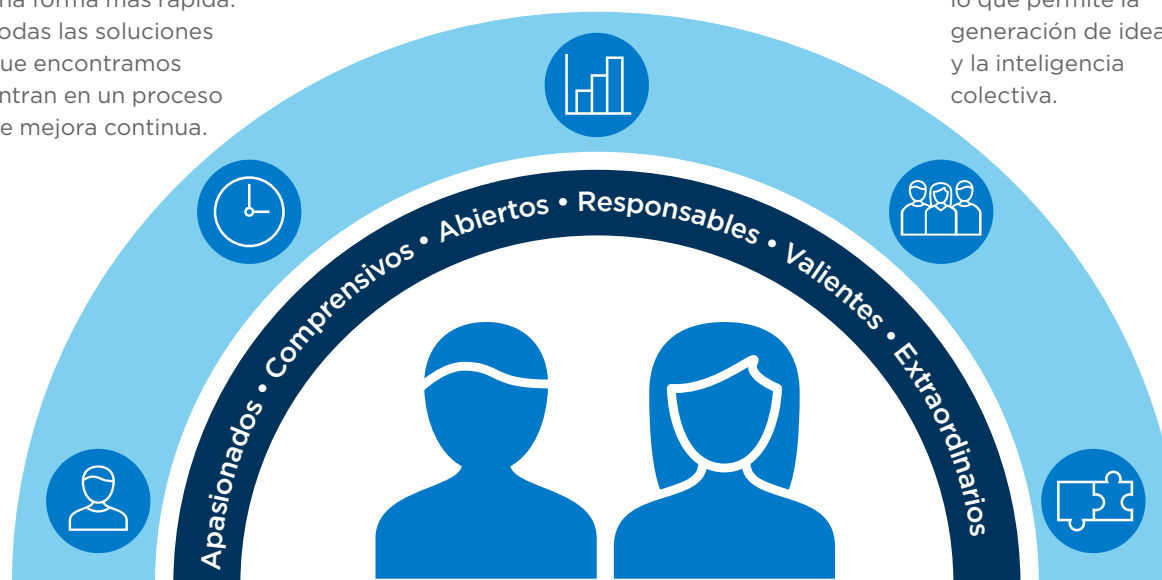 una forma más rápida.
odas las soluciones
ue encontramos
ntran en un proceso
e mejora continua.
lo que permite la
generación de idea
y la inteligencia
colectiva.
Apasionados • Comprensivos • Abiertos • Responsables • Valientes • Extraordinarios